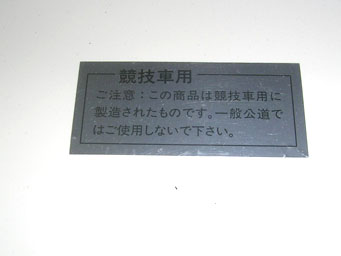 競技車用
ご注意：この商品は競技車用に
製造されたものです。一般公道で
はご使用しないで下さい。